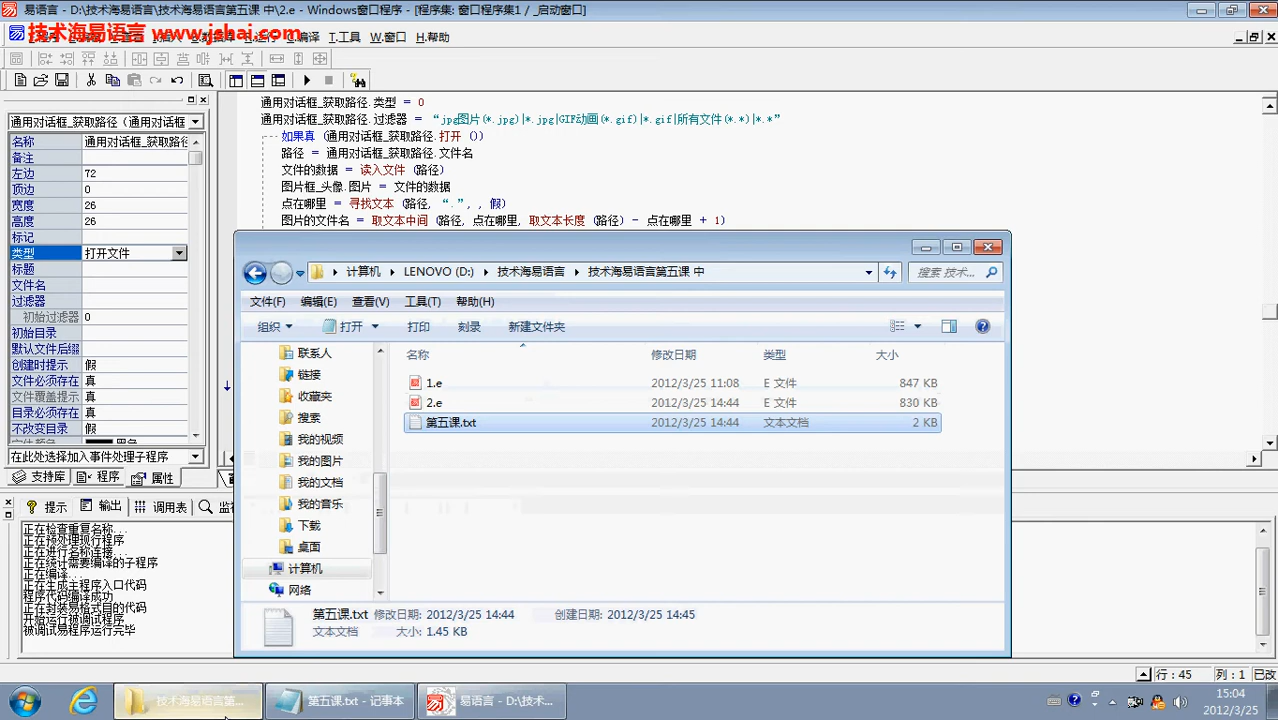 易语言 - D:\技术海易语言\技术海易语言第五课 中\2.e - Windows窗口程序 - [程序集: 窗口程序集1 / _启动窗口]
技术海易语言 www.jshai.com
编译 T.工具 W.窗口 H.帮助
通用对话框_获取路径（通用对话框
名称 通用对话框_获取路径
备注
左边 72
顶边 0
宽度 26
高度 26
标记
类型 打开文件
标题
文件名
过滤器
初始过滤器 0
初始目录
默认文件后缀
创建时提示 假
文件必须存在 真
文件覆盖提示 真
目录必须存在 真
不改变目录 假
在此处选择加入事件处理子程序
支持库 程序 属性
通用对话框_获取路径.类型 = 0
通用对话框_获取路径.过滤器 = “jpg图片(*.jpg)|*.jpg|GIF动画(*.gif)|*.gif|所有文件(*.*)|*.*”
如果真 (通用对话框_获取路径.打开 ())
路径 = 通用对话框_获取路径.文件名
文件的数据 = 读入文件 (路径)
图片框_头像.图片 = 文件的数据
点在哪里 = 寻找文本 (路径, “.”, , 假)
图片的文件名 = 取文本中间 (路径, 点在哪里, 取文本长度 (路径) - 点在哪里 + 1)
计算机 LENOVO (D:) 技术海易语言 技术海易语言第五课 中
搜索 技术...
文件(F) 编辑(E) 查看(V) 工具(T) 帮助(H)
组织 打开 打印 刻录 新建文件夹
名称 修改日期 类型 大小
1.e 2012/3/25 11:08 E 文件 847 KB
2.e 2012/3/25 14:44 E 文件 830 KB
第五课.txt 2012/3/25 14:44 文本文档 2 KB
联系人
链接
收藏夹
搜索
我的视频
我的图片
我的文档
我的音乐
下载
桌面
计算机
网络
第五课.txt 修改日期: 2012/3/25 14:44 创建日期: 2012/3/25 14:45
文本文档 大小: 1.45 KB
提示 输出 调用表
正在检查重复名称...
正在预处理现行程序
正在进行名称连接...
正在统计需要编译的子程序
正在编译...
正在生成主程序入口代码
程序代码编译成功
正在封装易格式目的代码
开始运行被调试程序
被调试易程序运行完毕
行：45 列：1 已改
技术海易语言第... 第五课.txt - 记事本 易语言 - D:\技术...
15:04
2012/3/25